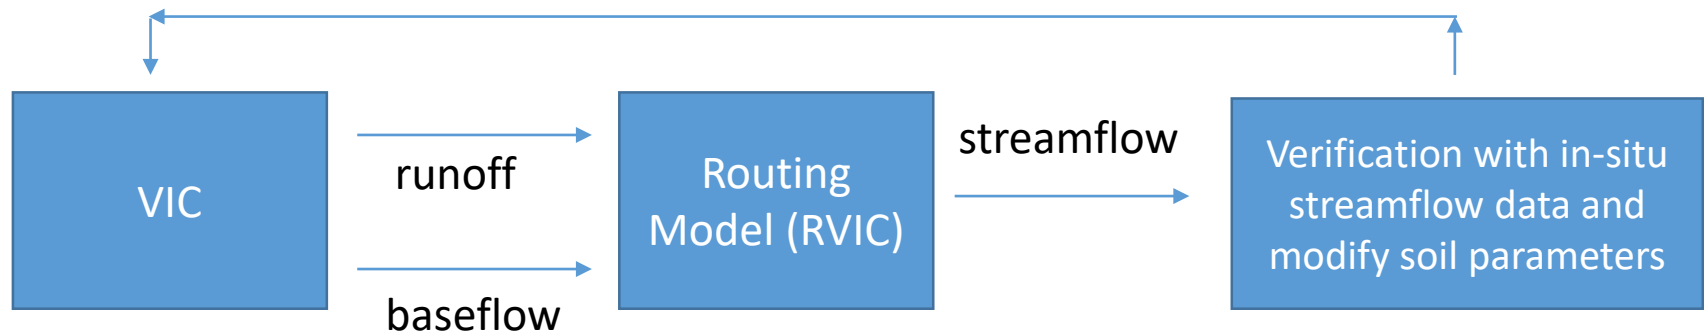 VIC
runoff
baseflow
Routing
Model (RVIC)
streamflow
Verification with in-situ
streamflow data and
modify soil parameters